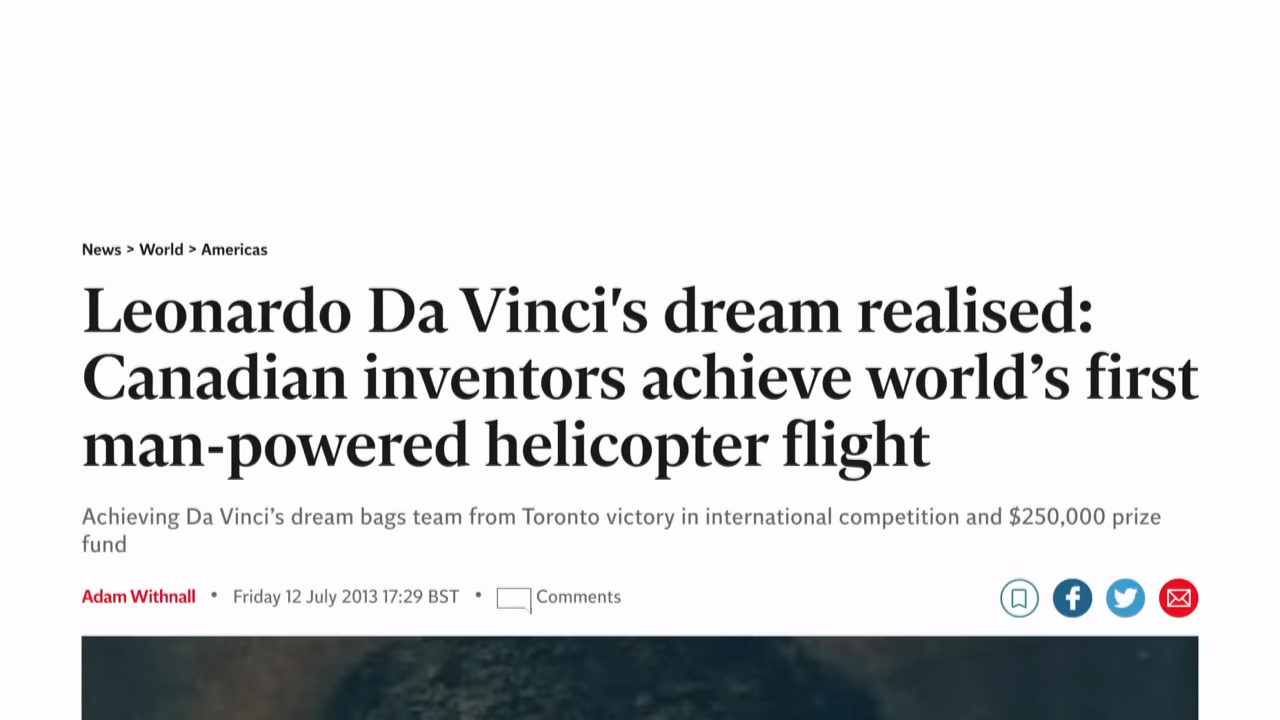 News > World > Americas
Leonardo Da Vinci's dream realised:
Canadian inventors achieve world’s first
man-powered helicopter flight
Achieving Da Vinci’s dream bags team from Toronto victory in international competition and $250,000 prize
fund
Adam Withnall • Friday 12 July 2013 17:29 BST • Comments